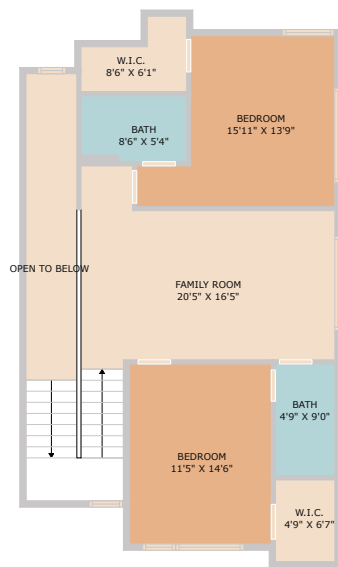 W.I.C.
8'6" X 6'1"
BATH
8'6" X 5'4"
BEDROOM
15'11" X 13'9"
OPEN TO BELOW
FAMILY ROOM
20'5" X 16'5"
BATH
4'9" X 9'0"
BEDROOM
11'5" X 14'6"
W.I.C.
4'9" X 6'7"